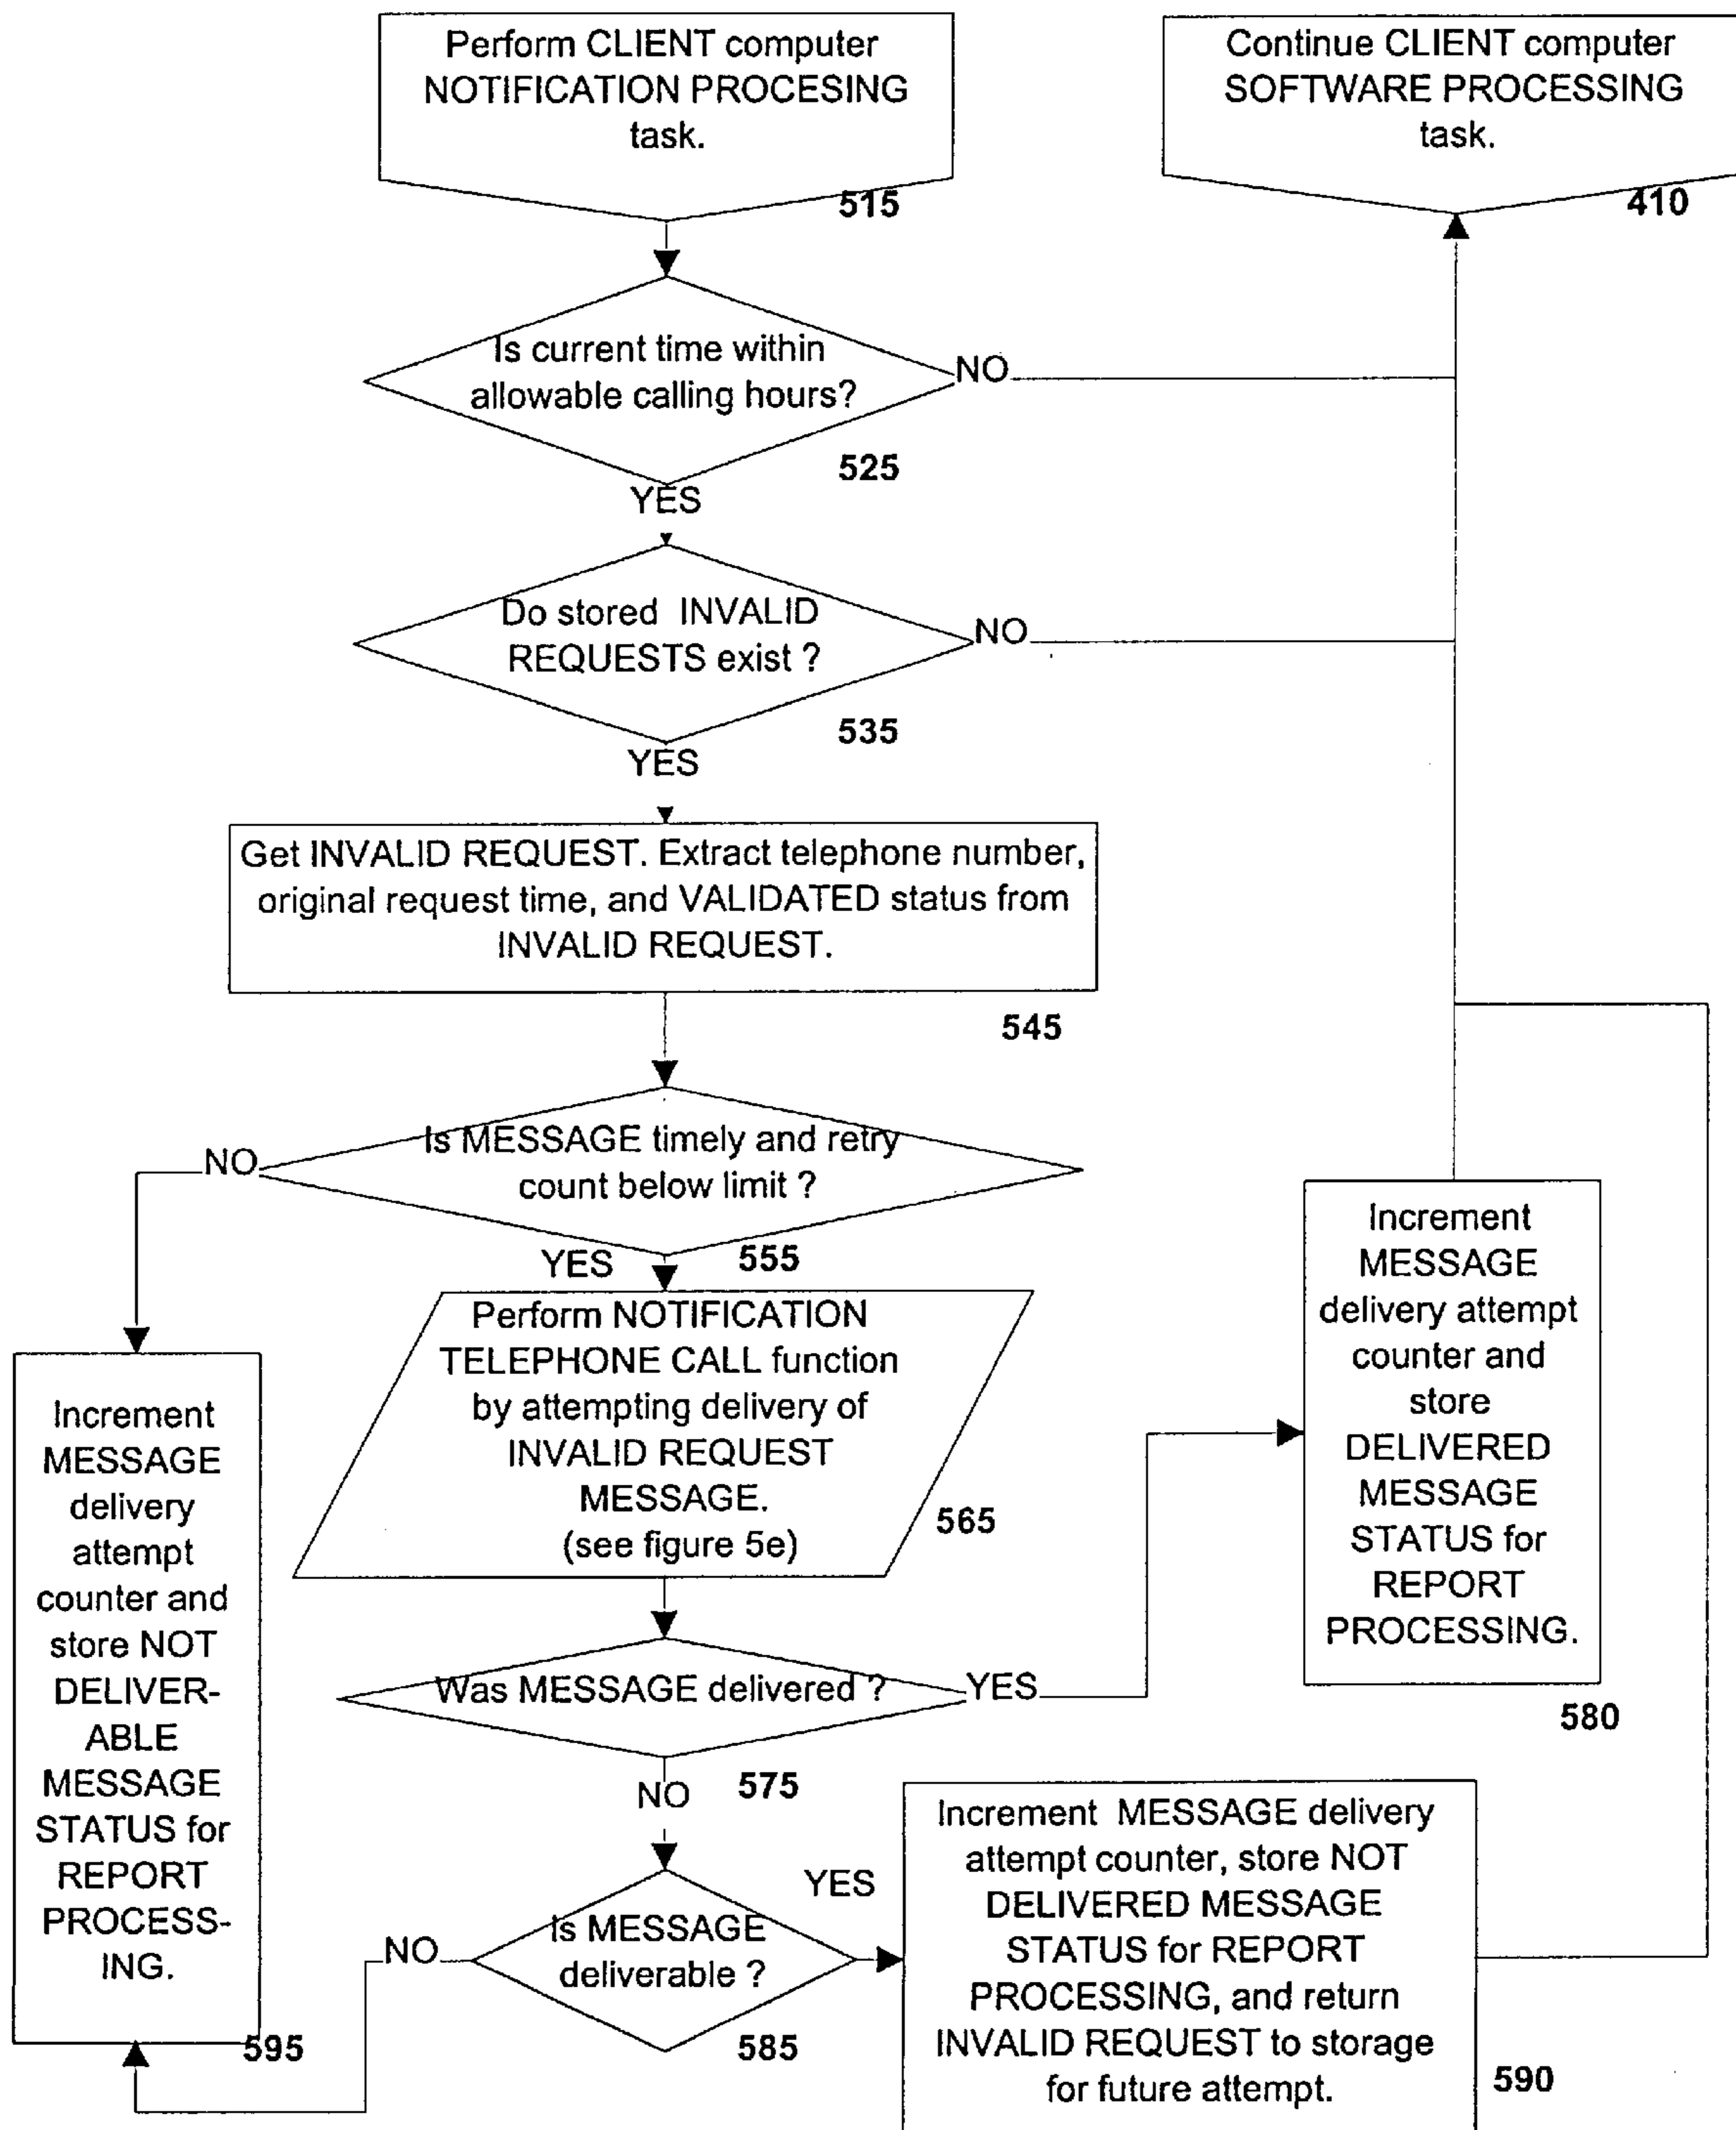 Perform CLIENT computer
NOTIFICATION PROCESING
task.
515
Continue CLIENT computer
SOFTWARE PROCESSING
task.
410
Is current time within
allowable calling hours?
NO
525
YES
Do stored INVALID
REQUESTS exist ?
NO
535
YES
Get INVALID REQUEST. Extract telephone number,
original request time, and VALIDATED status from
INVALID REQUEST.
545
Is MESSAGE timely and retry
count below limit ?
NO
YES
555
Perform NOTIFICATION
TELEPHONE CALL function
by attempting delivery of
INVALID REQUEST
MESSAGE.
(see figure 5e)
565
Increment
MESSAGE
delivery attempt
counter and
store
DELIVERED
MESSAGE
STATUS for
REPORT
PROCESSING.
580
Increment
MESSAGE
delivery
attempt
counter and
store NOT
DELIVER-
ABLE
MESSAGE
STATUS for
REPORT
PROCESS-
ING.
595
Was MESSAGE delivered ?
YES
NO
575
Is MESSAGE
deliverable ?
NO
YES
585
Increment MESSAGE delivery
attempt counter, store NOT
DELIVERED MESSAGE
STATUS for REPORT
PROCESSING, and return
INVALID REQUEST to storage
for future attempt.
590